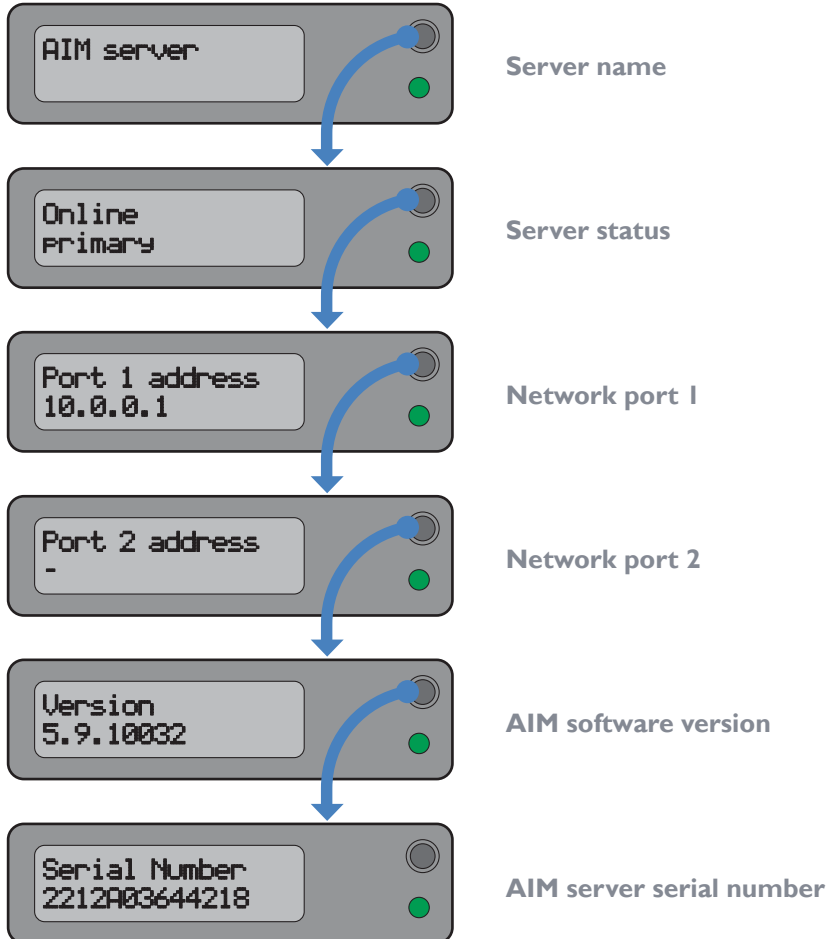 AIM server
Server name
Online
primary
Server status
Port 1 address
10.0.0.1
Network port 1
Port 2 address
-
Network port 2
Version
5.9.10032
AIM software version
Serial Number
2212A03644218
AIM server serial number